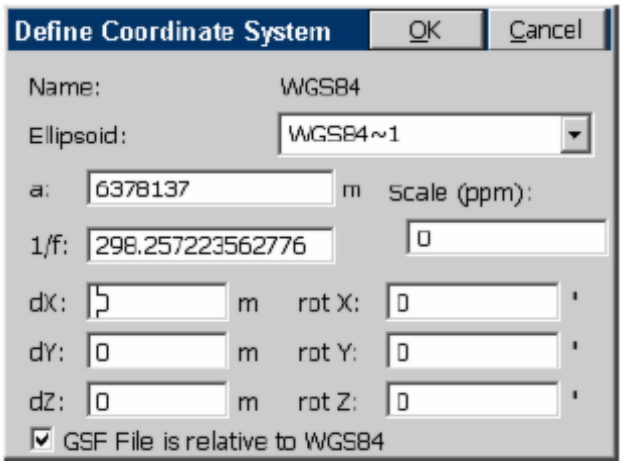 Define Coordinate System OK Cancel
Name: WGS84
Ellipsoid: WGS84~1
a: 6378137 m Scale (ppm):
1/f: 298.257223562776 0
dX: m rot X: 0 '
dY: 0 m rot Y: 0 '
dZ: 0 m rot Z: 0 '
GSF File is relative to WGS84